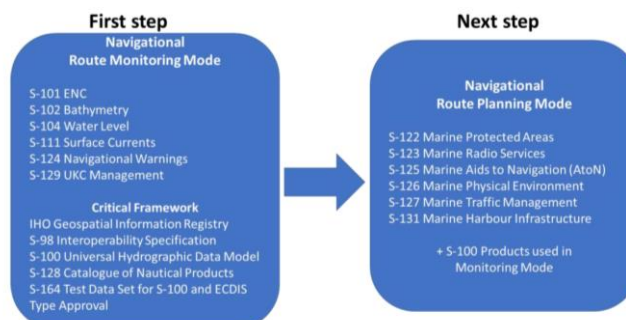 First step
Navigational
Route Monitoring Mode
S-101 ENC
S-102 Bathymetry
S-104 Water Level
S-111 Surface Currents
S-124 Navigational Warnings
S-129 UKC Management
Critical Framework
IHO Geospatial Information Registry
S-98 Interoperability Specification
S-100 Universal Hydrographic Data Model
S-128 Catalogue of Nautical Products
S-164 Test Data Set for S-100 and ECDIS
Type Approval
Next step
Navigational
Route Planning Mode
S-122 Marine Protected Areas
S-123 Marine Radio Services
S-125 Marine Aids to Navigation (AtoN)
S-126 Marine Physical Environment
S-127 Marine Traffic Management
S-131 Marine Harbour Infrastructure
+ S-100 Products used in
Monitoring Mode